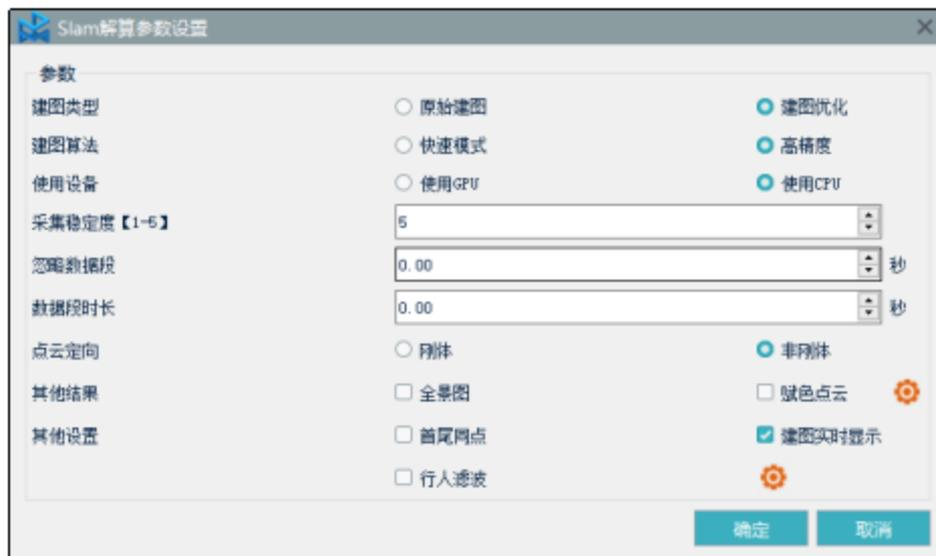 Slam解算参数设置
参数
建图类型 原始建图 建图优化
建图算法 快速模式 高精度
使用设备 使用GPU 使用CPU
采集稳定度【1-5】 5
忽略数据段 0.00 秒
数据段时长 0.00 秒
点云定向 刚体 非刚体
其他结果 全景图 赋色点云
其他设置 首尾同点 建图实时显示
行人滤波
确定 取消